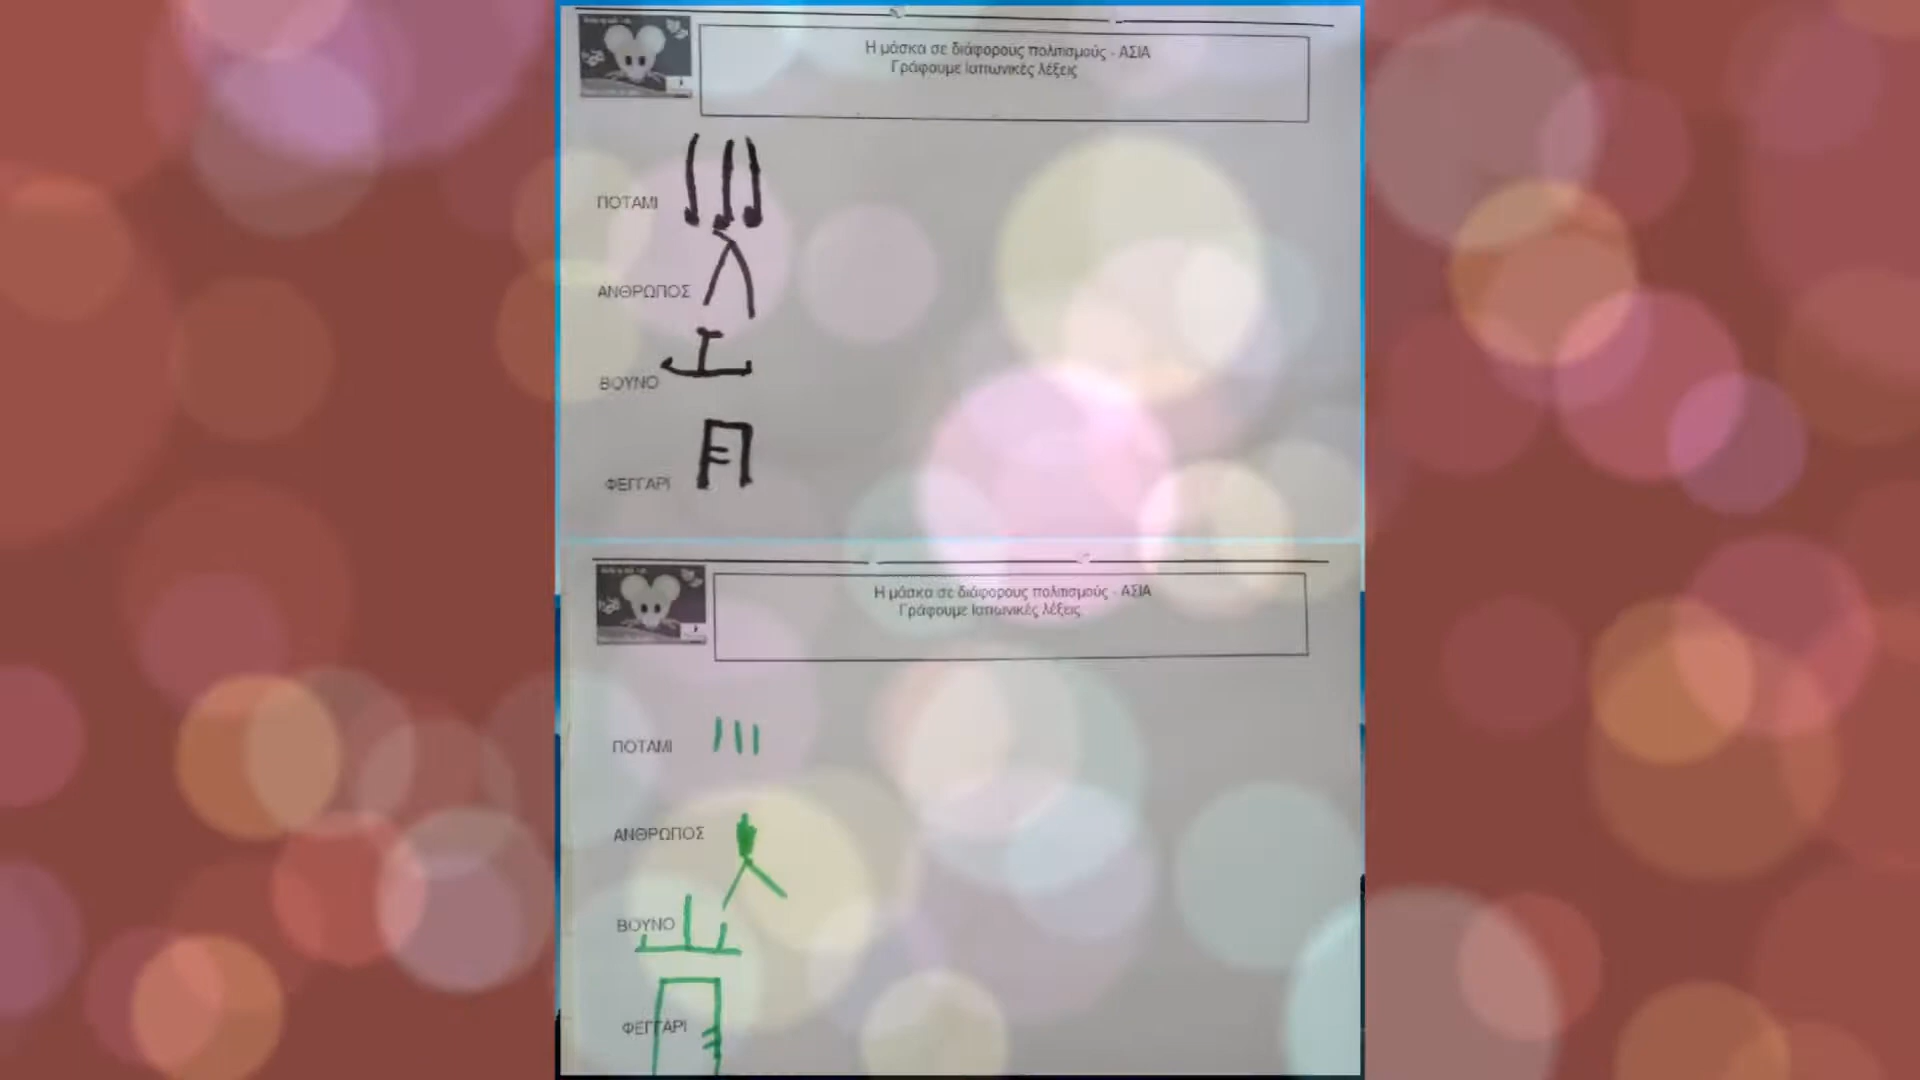 Η μάσκα σε διάφορους πολιτισμούς - ΑΣΙΑ
Γράφουμε Ιαπωνικές λέξεις
ΠΟΤΑΜΙ 川
ΑΝΘΡΩΠΟΣ 人
ΒΟΥΝΟ 山
ΦΕΓΓΑΡΙ 月
Η μάσκα σε διάφορους πολιτισμούς - ΑΣΙΑ
Γράφουμε Ιαπωνικές λέξεις
ΠΟΤΑΜΙ 川
ΑΝΘΡΩΠΟΣ 人
ΒΟΥΝΟ 山
ΦΕΓΓΑΡΙ 月